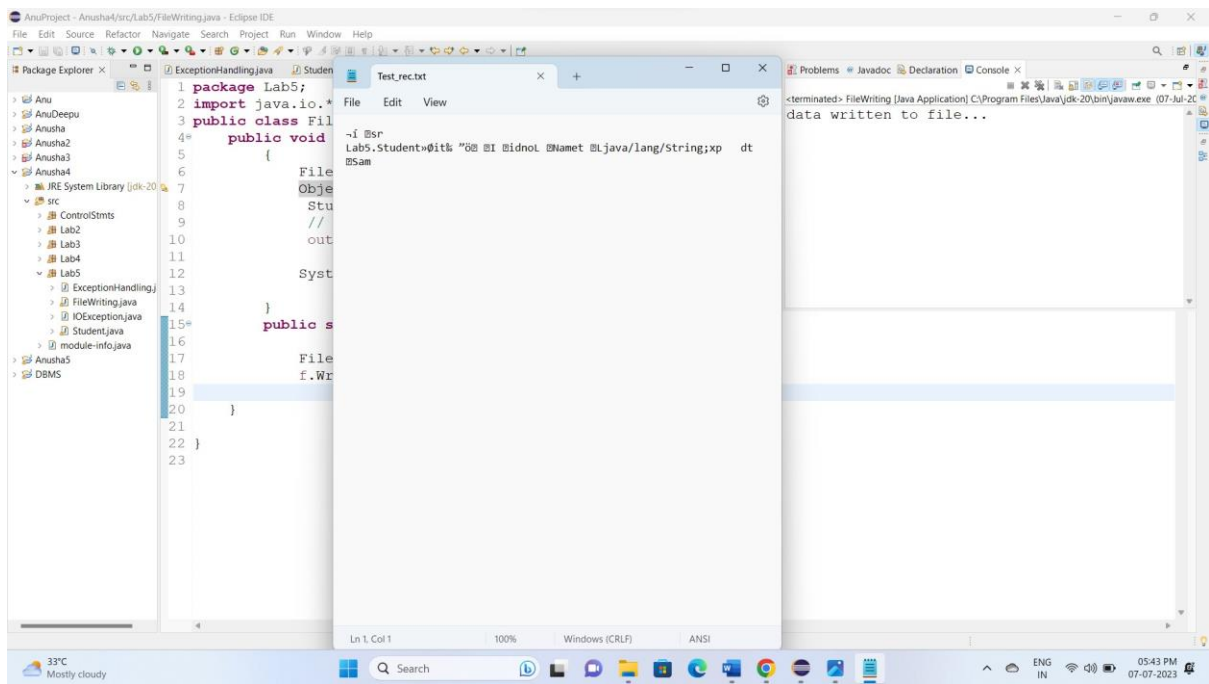 AnuProject - Anusha4/src/Lab5/FileWriting.java - Eclipse IDE
File Edit Source Refactor Navigate Search Project Run Window Help
Package Explorer
Anu
AnuDeepu
Anusha
Anusha2
Anusha3
Anusha4
JRE System Library [jdk-20
src
ControlStmts
Lab2
Lab3
Lab4
Lab5
ExceptionHandling.j
FileWriting.java
IOException.java
Student.java
module-info.java
Anusha5
DBMS
ExceptionHandling.java Studen
1 package Lab5;
2 import java.io.*
3 public class Fil
4 public void
5 {
6 File
7 Obje
8 Stu
9 //
10 out
11
12 Syst
13
14 }
15 public s
16
17 File
18 f.Wr
19
20 }
21
22 }
23
Test_rec.txt
File Edit View
¬í sr
Lab5.Student»Øit‰ "ö I idnoL Namet Ljava/lang/String;xp dt
Sam
Ln 1, Col 1 100% Windows (CRLF) ANSI
Problems Javadoc Declaration Console
<terminated> FileWriting [Java Application] C:\Program Files\Java\jdk-20\bin\javaw.exe (07-Jul-20
data written to file...
33°C
Mostly cloudy
Search
ENG
IN
05:43 PM
07-07-2023